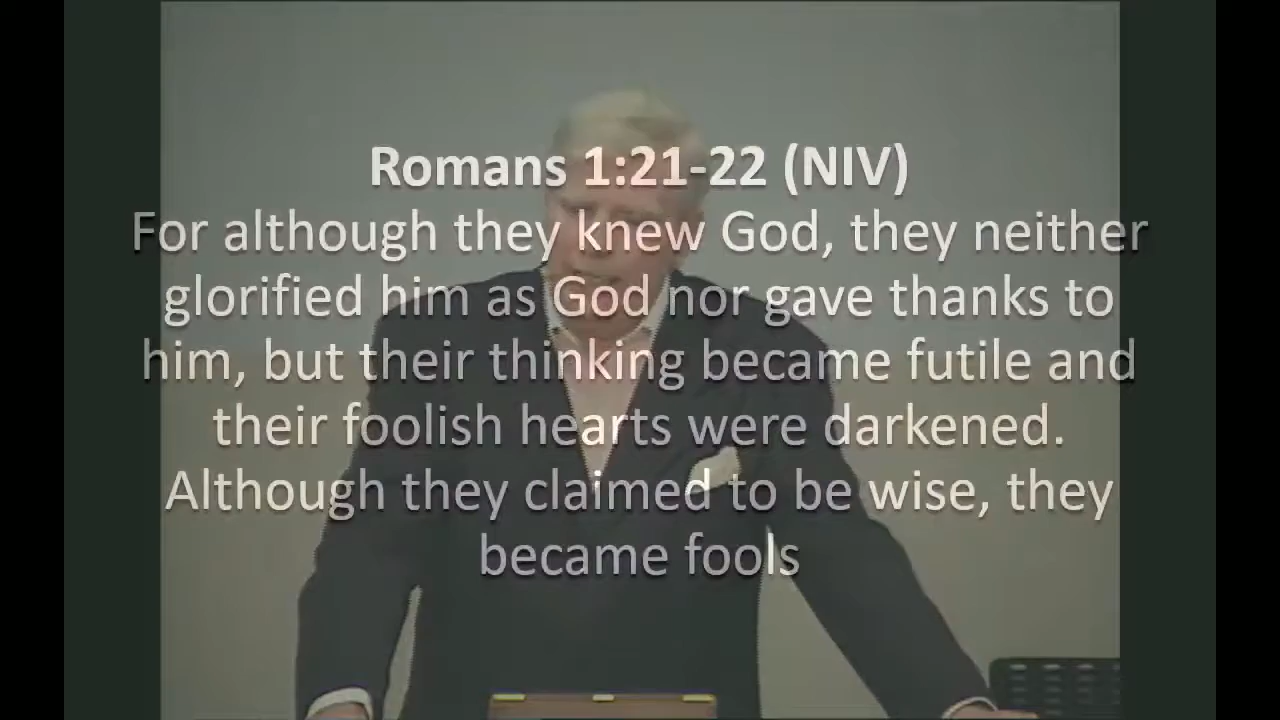 Romans 1:21-22 (NIV)
For although they knew God, they neither
glorified him as God nor gave thanks to
him, but their thinking became futile and
their foolish hearts were darkened.
Although they claimed to be wise, they
became fools